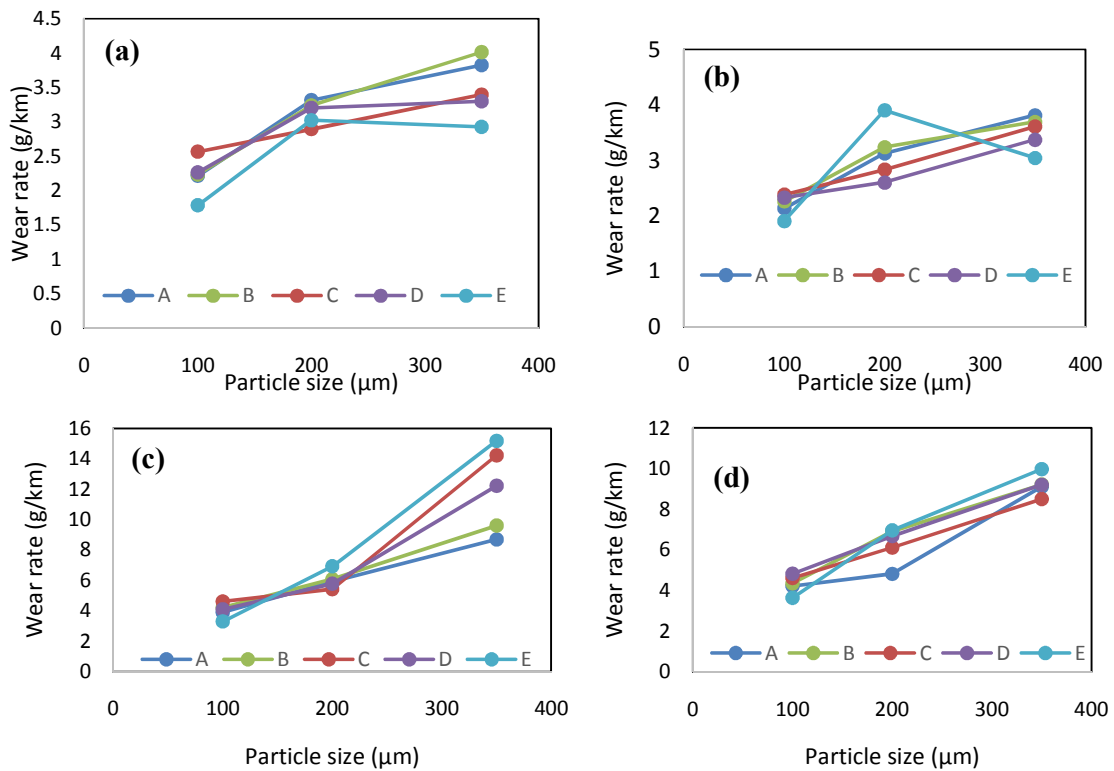 (a)
Wear rate (g/km)
4.5
4
3.5
3
2.5
2
1.5
1
0.5
0
A B C D E
0 100 200 300 400
Particle size (µm)
(b)
Wear rate (g/km)
5
4
3
2
1
0
A B C D E
0 100 200 300 400
Particle size (µm)
(c)
Wear rate (g/km)
16
14
12
10
8
6
4
2
0
A B C D E
0 100 200 300 400
Particle size (µm)
(d)
Wear rate (g/km)
12
10
8
6
4
2
0
A B C D E
0 100 200 300 400
Particle size (µm)